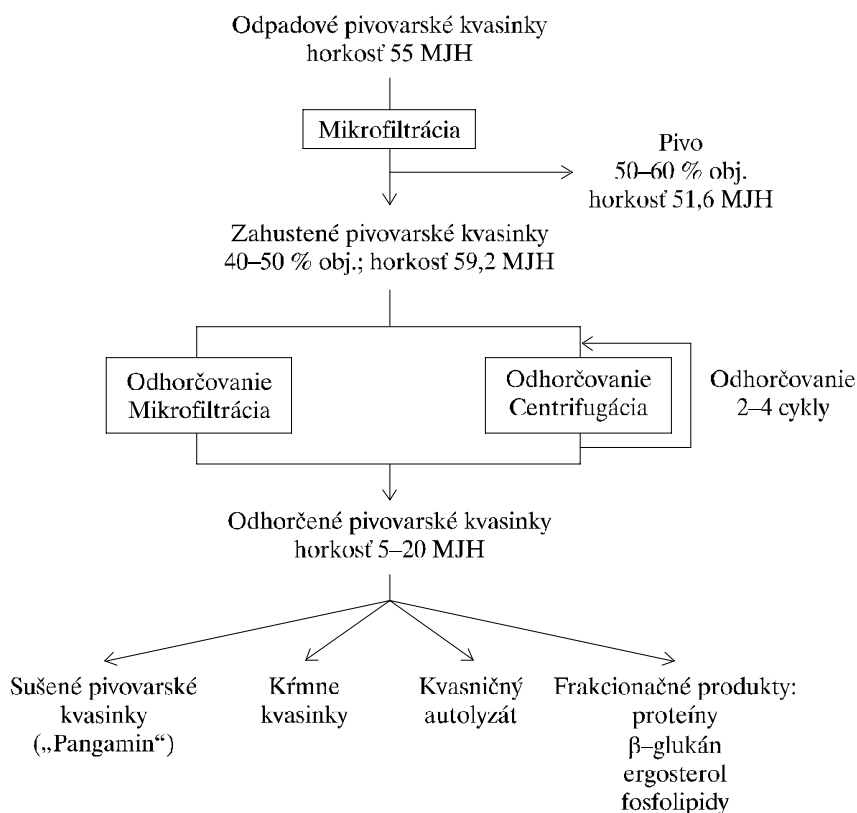 Odpadové pivovarské kvasinky
horkosť 55 MJH
Mikrofiltrácia
Pivo
50–60 % obj.
horkosť 51,6 MJH
Zahustené pivovarské kvasinky
40–50 % obj.; horkosť 59,2 MJH
Odhorčovanie
Mikrofiltrácia
Odhorčovanie
Centrifugácia
Odhorčovanie
2–4 cykly
Odhorčené pivovarské kvasinky
horkosť 5–20 MJH
Sušené pivovarské
kvasinky
(„Pangamin“)
Kŕmne
kvasinky
Kvasničný
autolyzát
Frakcionačné produkty:
proteíny
β–glukán
ergosterol
fosfolipidy